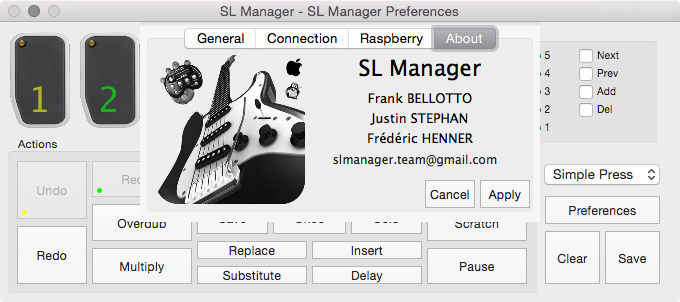 SL Manager - SL Manager Preferences
General Connection Raspberry About
1 2
SL Manager
Frank BELLOTTO
Justin STEPHAN
Frédéric HENNER
slmanager.team@gmail.com
Cancel Apply
5 Next
4 Prev
3 Add
2 Del
1
Actions
Undo
Simple Press
Overdub
Scratch
Preferences
Redo
Multiply
Replace Insert
Substitute Delay
Pause
Clear Save